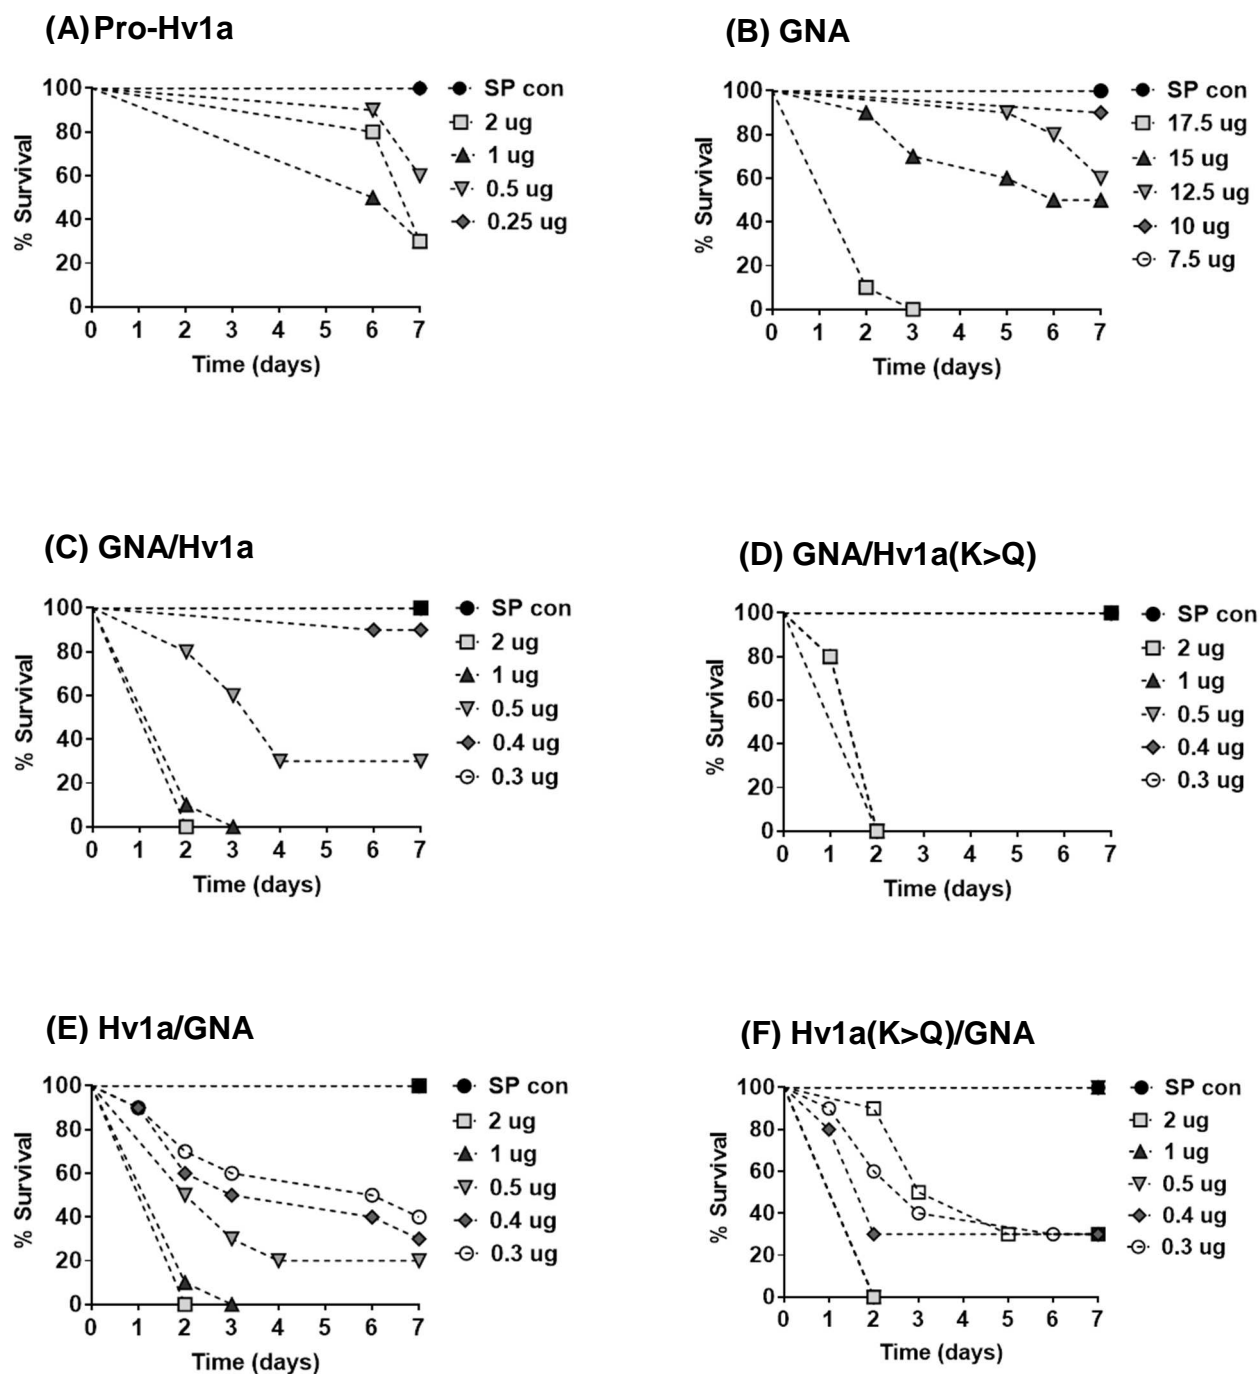 (A) Pro-Hv1a
100
80
60
40
20
0
% Survival
0 1 2 3 4 5 6 7
Time (days)
SP con
2 ug
1 ug
0.5 ug
0.25 ug
(B) GNA
100
80
60
40
20
0
% Survival
0 1 2 3 4 5 6 7
Time (days)
SP con
17.5 ug
15 ug
12.5 ug
10 ug
7.5 ug
(C) GNA/Hv1a
100
80
60
40
20
0
% Survival
0 1 2 3 4 5 6 7
Time (days)
SP con
2 ug
1 ug
0.5 ug
0.4 ug
0.3 ug
(D) GNA/Hv1a(K>Q)
100
80
60
40
20
0
% Survival
0 1 2 3 4 5 6 7
Time (days)
SP con
2 ug
1 ug
0.5 ug
0.4 ug
0.3 ug
(E) Hv1a/GNA
100
80
60
40
20
0
% Survival
0 1 2 3 4 5 6 7
Time (days)
SP con
2 ug
1 ug
0.5 ug
0.4 ug
0.3 ug
(F) Hv1a(K>Q)/GNA
100
80
60
40
20
0
% Survival
0 1 2 3 4 5 6 7
Time (days)
SP con
2 ug
1 ug
0.5 ug
0.4 ug
0.3 ug